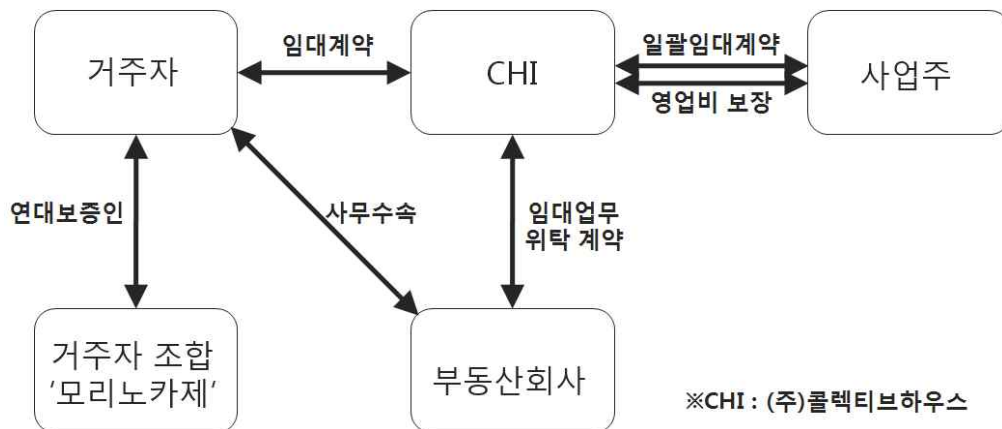 거주자
임대계약
CHI
일괄임대계약
영업비 보장
사업주
연대보증인
사무수속
임대업무
위탁 계약
거주자 조합
'모리노카제'
부동산회사
※CHI : (주)콜렉티브하우스